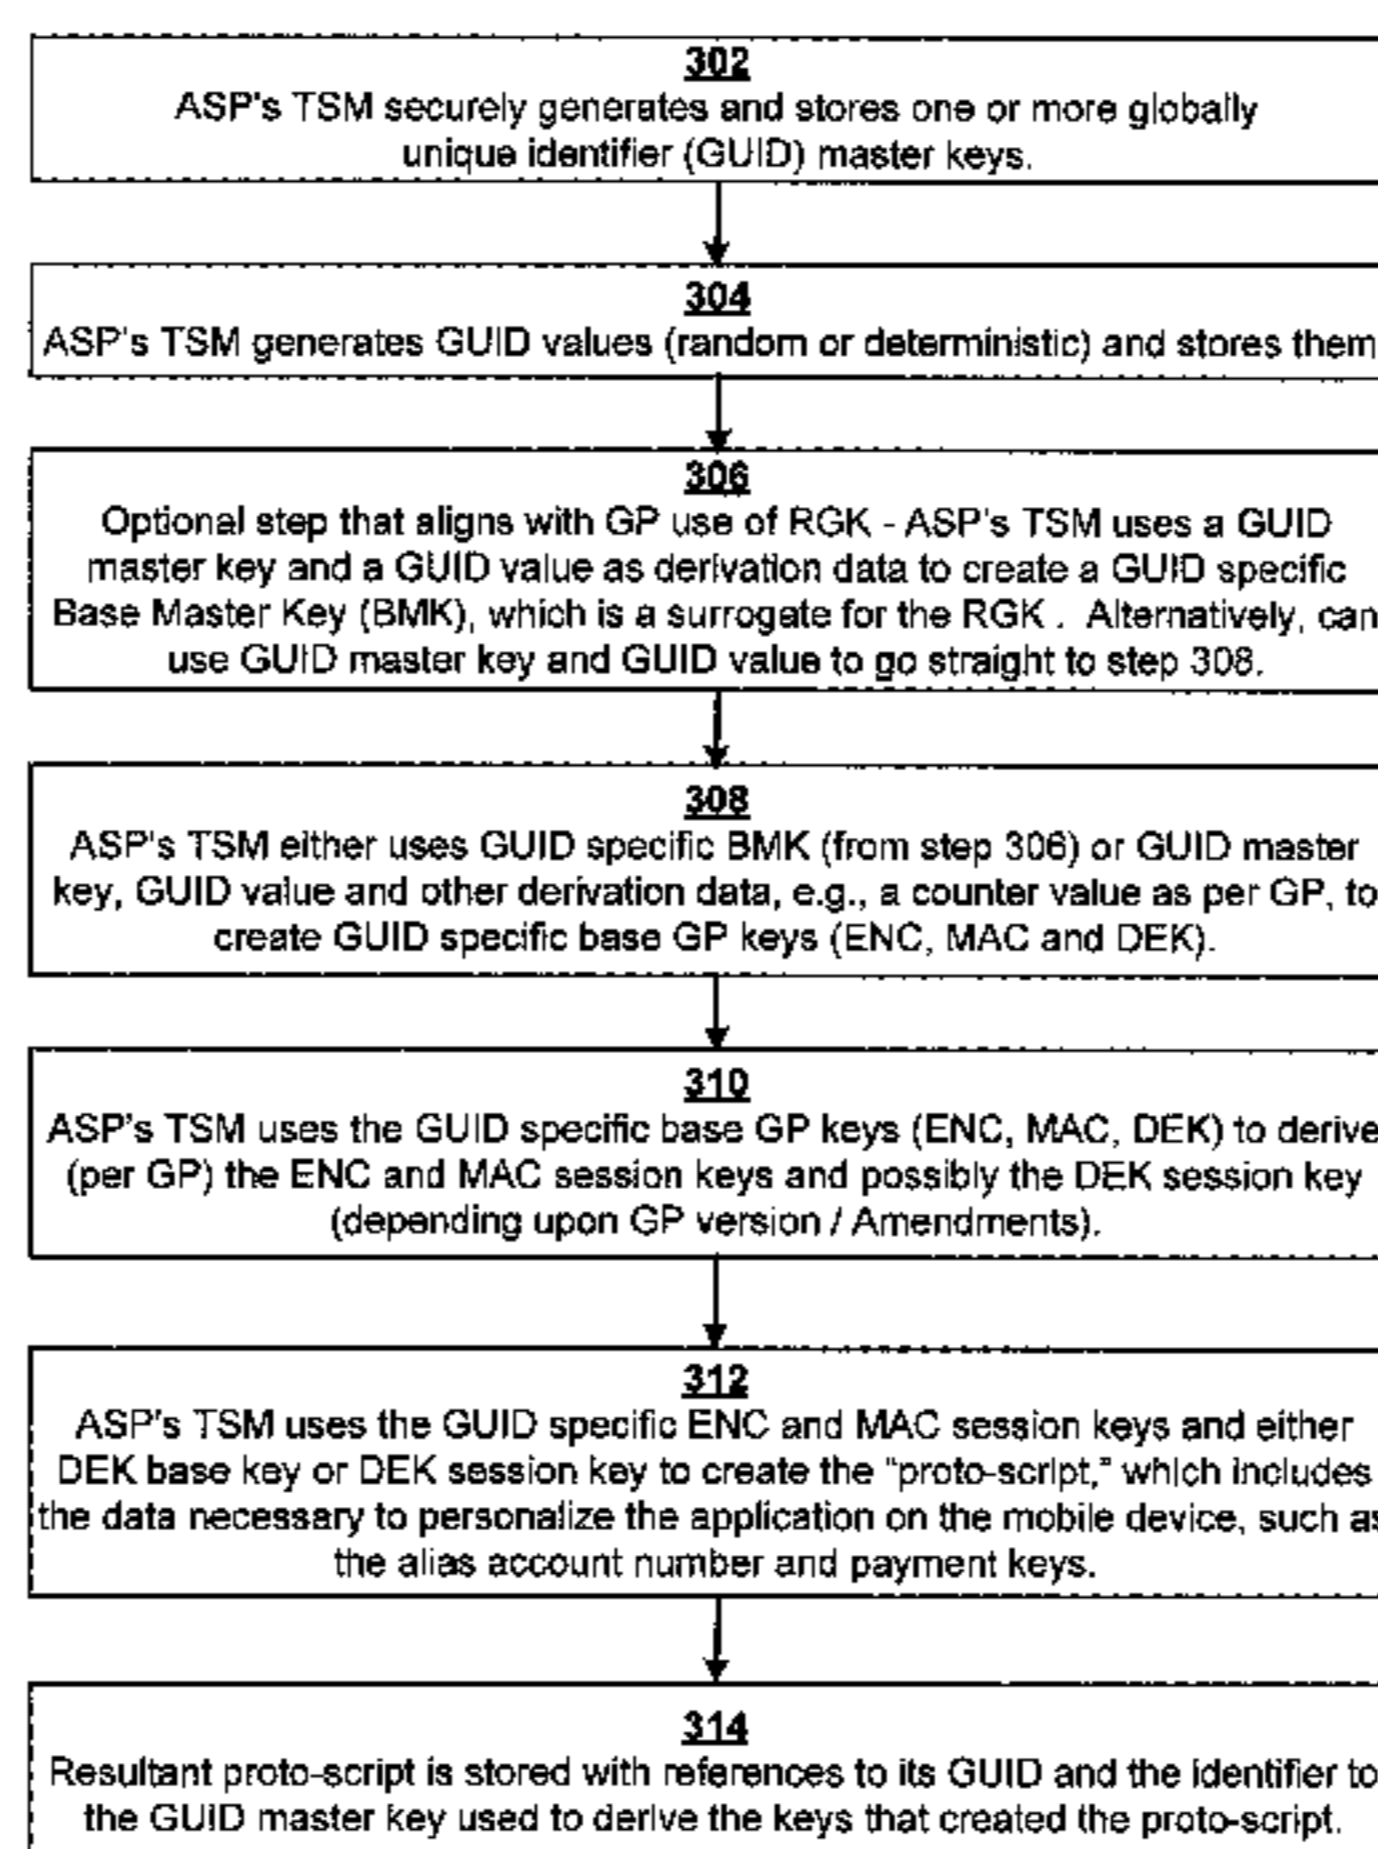 302
ASP's TSM securely generates and stores one or more globally
unique identifier (GUID) master keys.
304
ASP's TSM generates GUID values (random or deterministic) and stores them
306
Optional step that aligns with GP use of RGK - ASP's TSM uses a GUID
master key and a GUID value as derivation data to create a GUID specific
Base Master Key (BMK), which is a surrogate for the RGK . Alternatively, can
use GUID master key and GUID value to go straight to step 308.
308
ASP's TSM either uses GUID specific BMK (from step 306) or GUID master
key, GUID value and other derivation data, e.g., a counter value as per GP, to
create GUID specific base GP keys (ENC, MAC and DEK).
310
ASP's TSM uses the GUID specific base GP keys (ENC, MAC, DEK) to derive
(per GP) the ENC and MAC session keys and possibly the DEK session key
(depending upon GP version / Amendments).
312
ASP's TSM uses the GUID specific ENC and MAC session keys and either
DEK base key or DEK session key to create the "proto-script," which includes
the data necessary to personalize the application on the mobile device, such as
the alias account number and payment keys.
314
Resultant proto-script is stored with references to its GUID and the identifier to
the GUID master key used to derive the keys that created the proto-script.